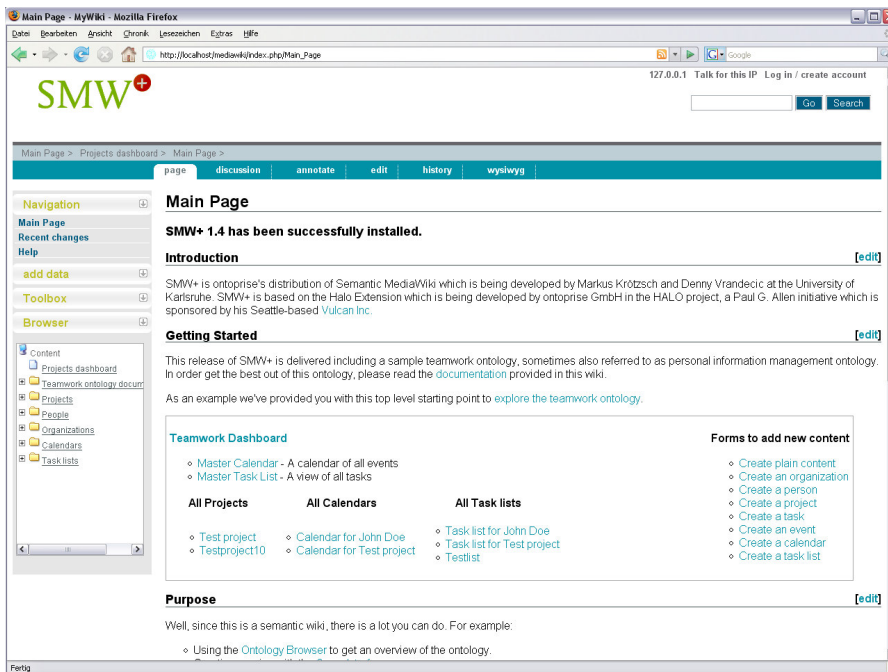 Main Page - MyWiki - Mozilla Firefox
Datei Bearbeiten Ansicht Chronik Lesezeichen Extras Hilfe
http://localhost/mediawiki/index.php/Main_Page
Google
127.0.0.1 Talk for this IP Log in / create account
SMW+
Go Search
Main Page > Projects dashboard > Main Page >
page discussion annotate edit history wysiwyg
Navigation
Main Page
Recent changes
Help
add data
Toolbox
Browser
Content
Projects dashboard
Teamwork ontology docum
Projects
People
Organizations
Calendars
Task lists
Main Page
SMW+ 1.4 has been successfully installed.
Introduction [edit]
SMW+ is ontoprise's distribution of Semantic MediaWiki which is being developed by Markus Krötzsch and Denny Vrandecic at the University of
Karlsruhe. SMW+ is based on the Halo Extension which is being developed by ontoprise GmbH in the HALO project, a Paul G. Allen initiative which is
sponsored by his Seattle-based Vulcan Inc.
Getting Started [edit]
This release of SMW+ is delivered including a sample teamwork ontology, sometimes also referred to as personal information management ontology.
In order get the best out of this ontology, please read the documentation provided in this wiki.
As an example we've provided you with this top level starting point to explore the teamwork ontology.
Teamwork Dashboard
Master Calendar - A calendar of all events
Master Task List - A view of all tasks
All Projects
Test project
Testproject10
All Calendars
Calendar for John Doe
Calendar for Test project
All Task lists
Task list for John Doe
Task list for Test project
Testlist
Forms to add new content
Create plain content
Create an organization
Create a person
Create a project
Create a task
Create an event
Create a calendar
Create a task list
Purpose [edit]
Well, since this is a semantic wiki, there is a lot you can do. For example:
Using the Ontology Browser to get an overview of the ontology.
Fertig